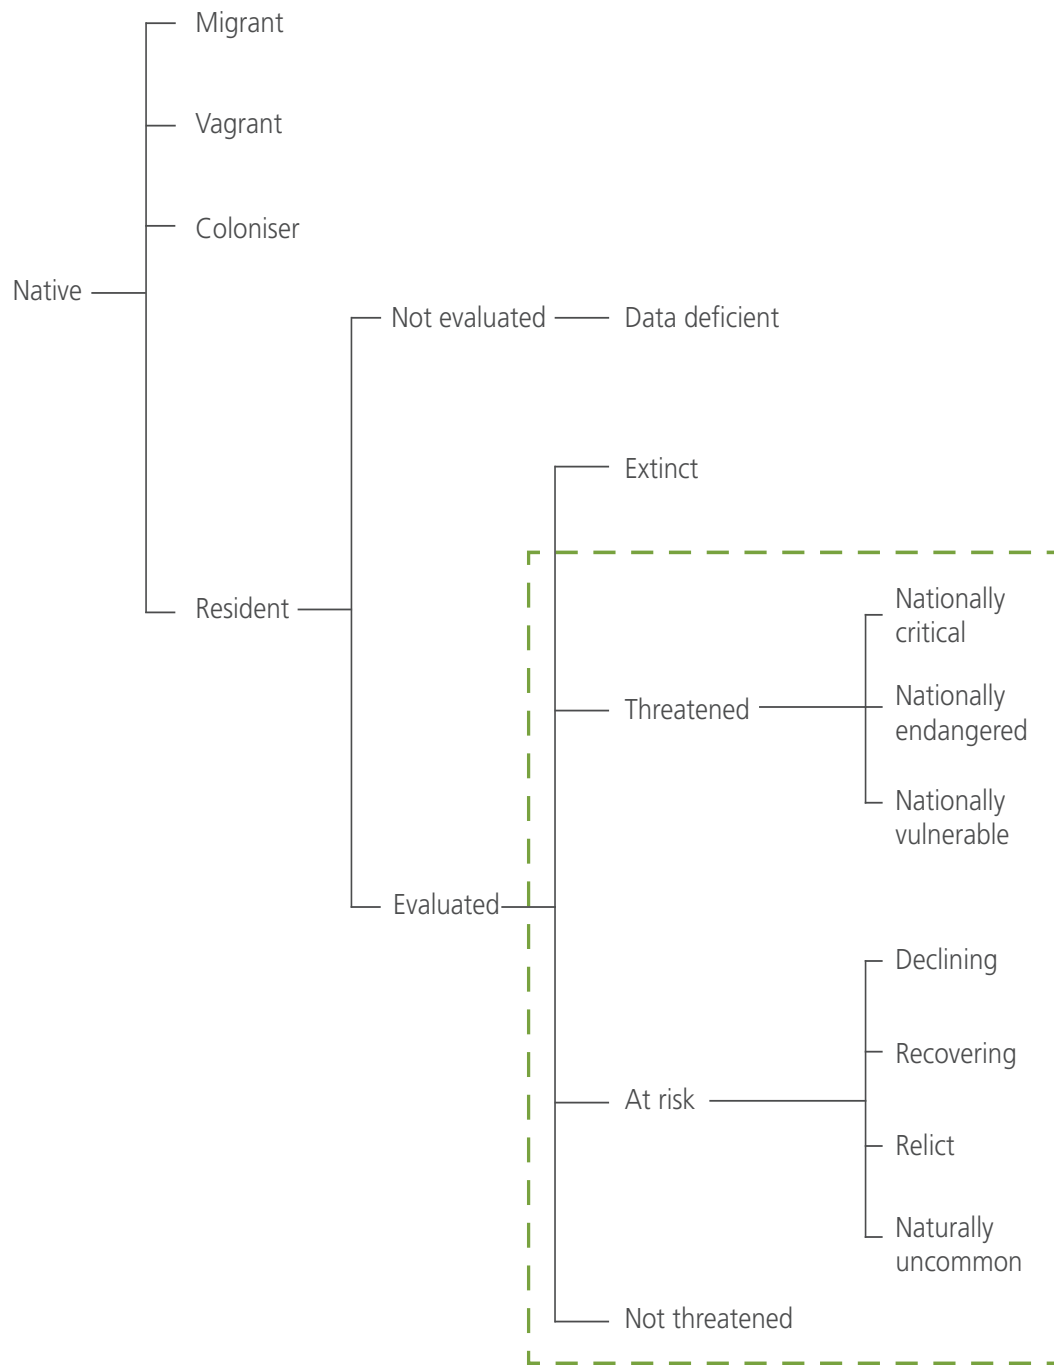 Migrant
Vagrant
Coloniser
Native
Not evaluated
Data deficient
Extinct
Nationally
critical
Resident
Nationally
endangered
Threatened
Nationally
vulnerable
Evaluated
Declining
Recovering
At risk
Relict
Naturally
uncommon
Not threatened